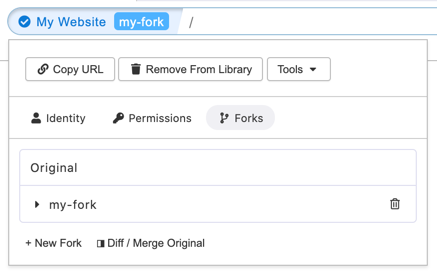 My Website my-fork /
Copy URL Remove From Library Tools
Identity Permissions Forks
Original
my-fork
+ New Fork Diff / Merge Original